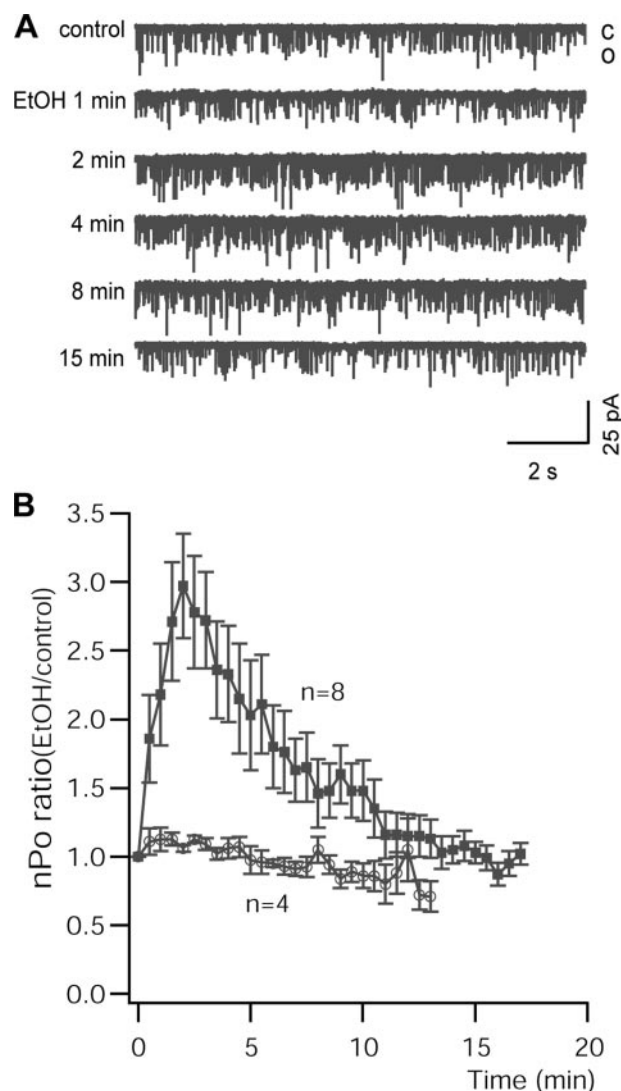 A
control
c
o
EtOH 1 min
2 min
4 min
8 min
15 min
25 pA
2 s
B
nPo ratio(EtOH/control)
3.5
3.0
2.5
2.0
1.5
1.0
0.5
0.0
n=8
n=4
0 5 10 15 20
Time (min)